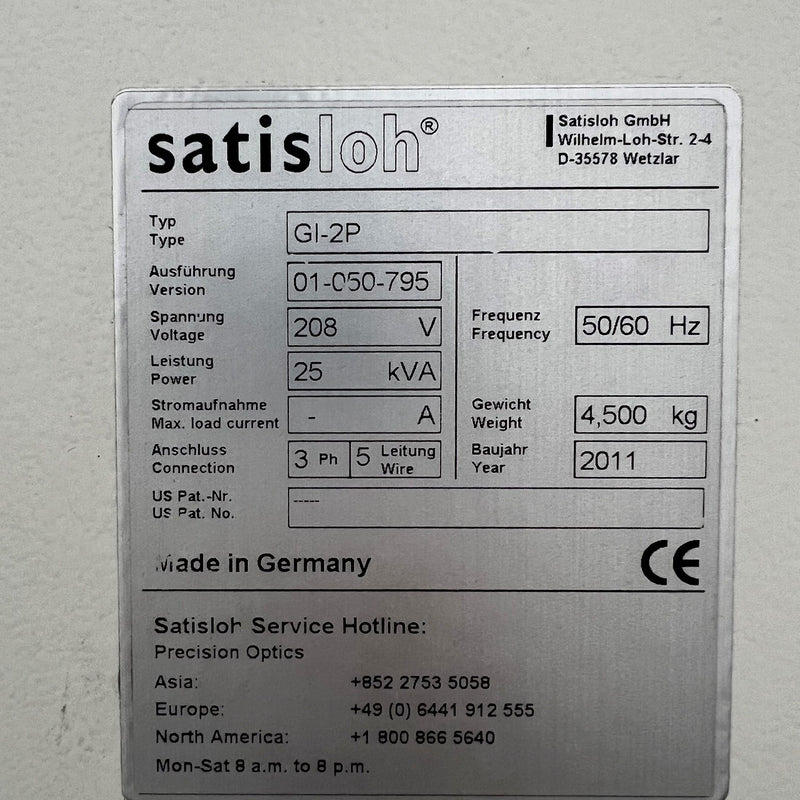 satisloh®
Satisloh GmbH
Wilhelm-Loh-Str. 2-4
D-35578 Wetzlar
Typ
Type
GI-2P
Ausführung
Version
01-050-795
Spannung
Voltage
208 V
Frequenz
Frequency
50/60 Hz
Leistung
Power
25 kVA
Stromaufnahme
Max. load current
- A
Gewicht
Weight
4,500 kg
Anschluss
Connection
3 Ph
5 Leitung
Wire
Baujahr
Year
2011
US Pat.-Nr.
US Pat. No.
-----
Made in Germany
CE
Satisloh Service Hotline:
Precision Optics
Asia: +852 2753 5058
Europe: +49 (0) 6441 912 555
North America: +1 800 866 5640
Mon-Sat 8 a.m. to 8 p.m.